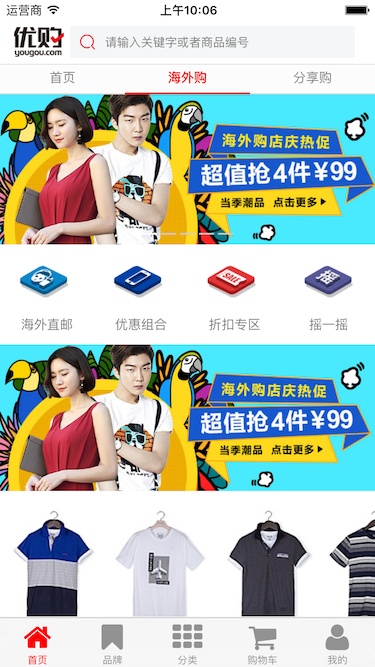 运营商 上午10:06
优购 yougou.com
请输入关键字或者商品编号
首页 海外购 分享购
海外购店庆热促
超值抢4件¥99
当季潮品 点击更多
海外直邮 优惠组合 折扣专区 摇一摇
SALE 摇
海外购店庆热促
超值抢4件¥99
当季潮品 点击更多
首页 品牌 分类 购物车 我的